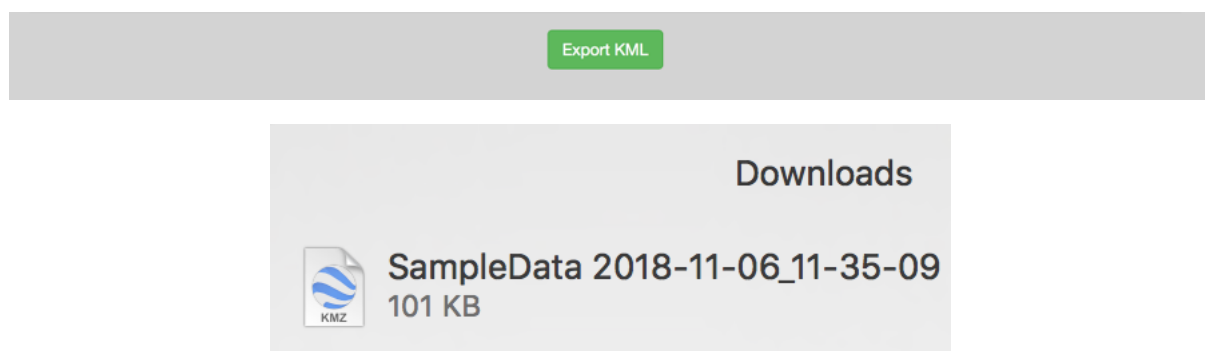 Export KML
Downloads
SampleData 2018-11-06_11-35-09
101 KB
KMZ